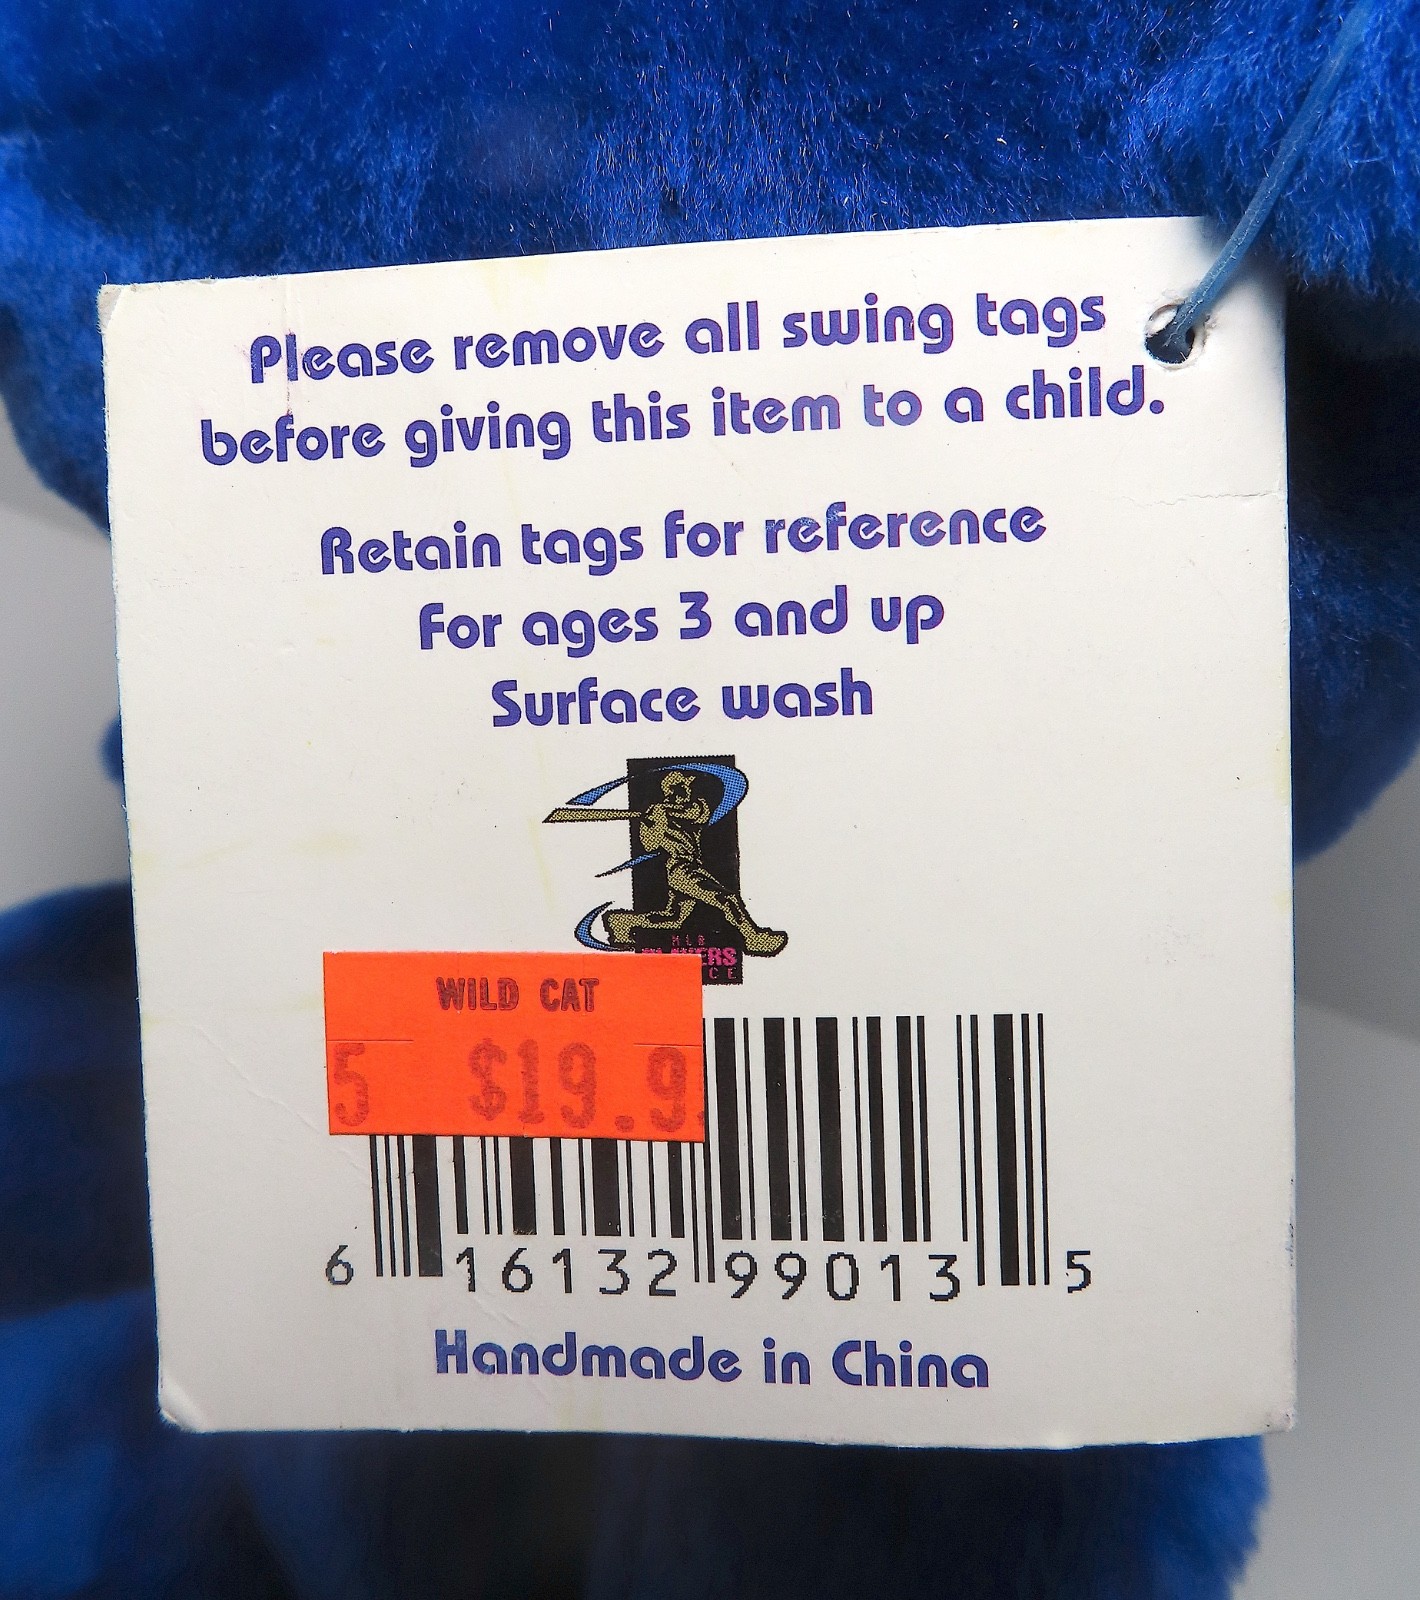 Please remove all swing tags
before giving this item to a child.
Retain tags for reference
For ages 3 and up
Surface wash
MLB
WILD CAT
5 $19.9
6 16132 99013 5
Handmade in China